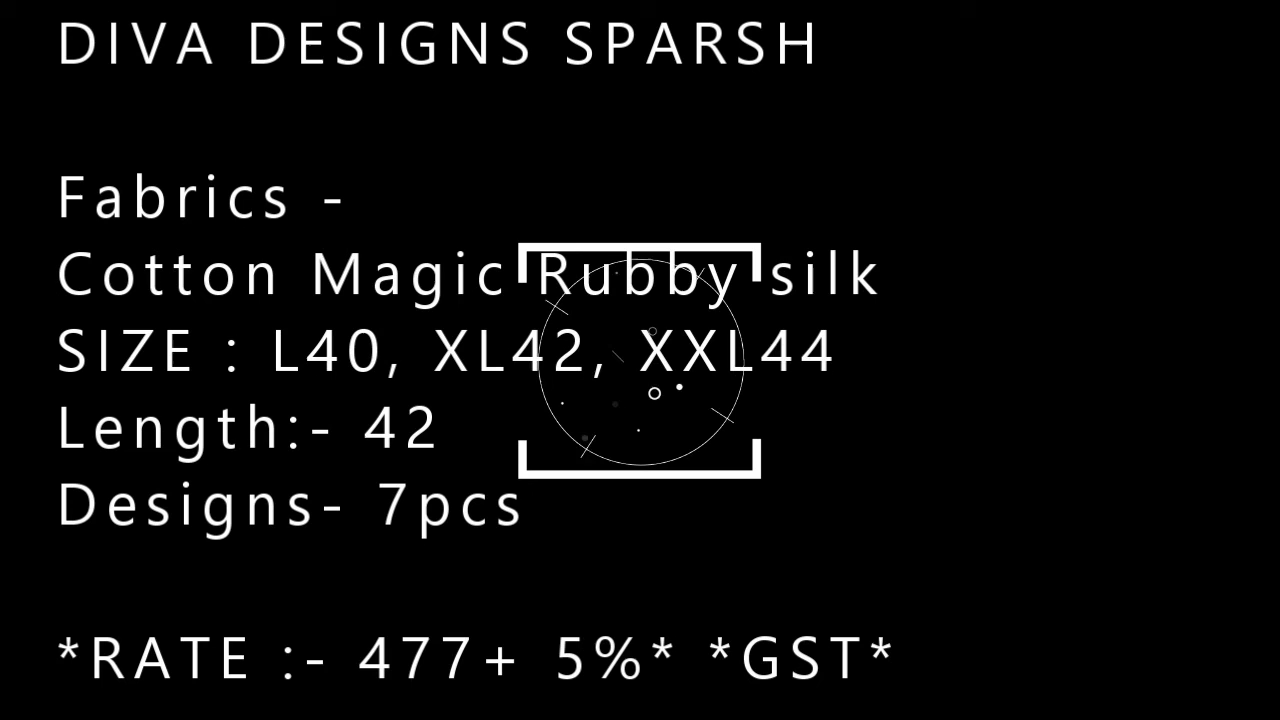 DIVA DESIGNS SPARSH
Fabrics -
Cotton Magic Rubby silk
SIZE : L40, XL42, XXL44
Length:- 42
Designs- 7pcs
*RATE :- 477+ 5%* *GST*